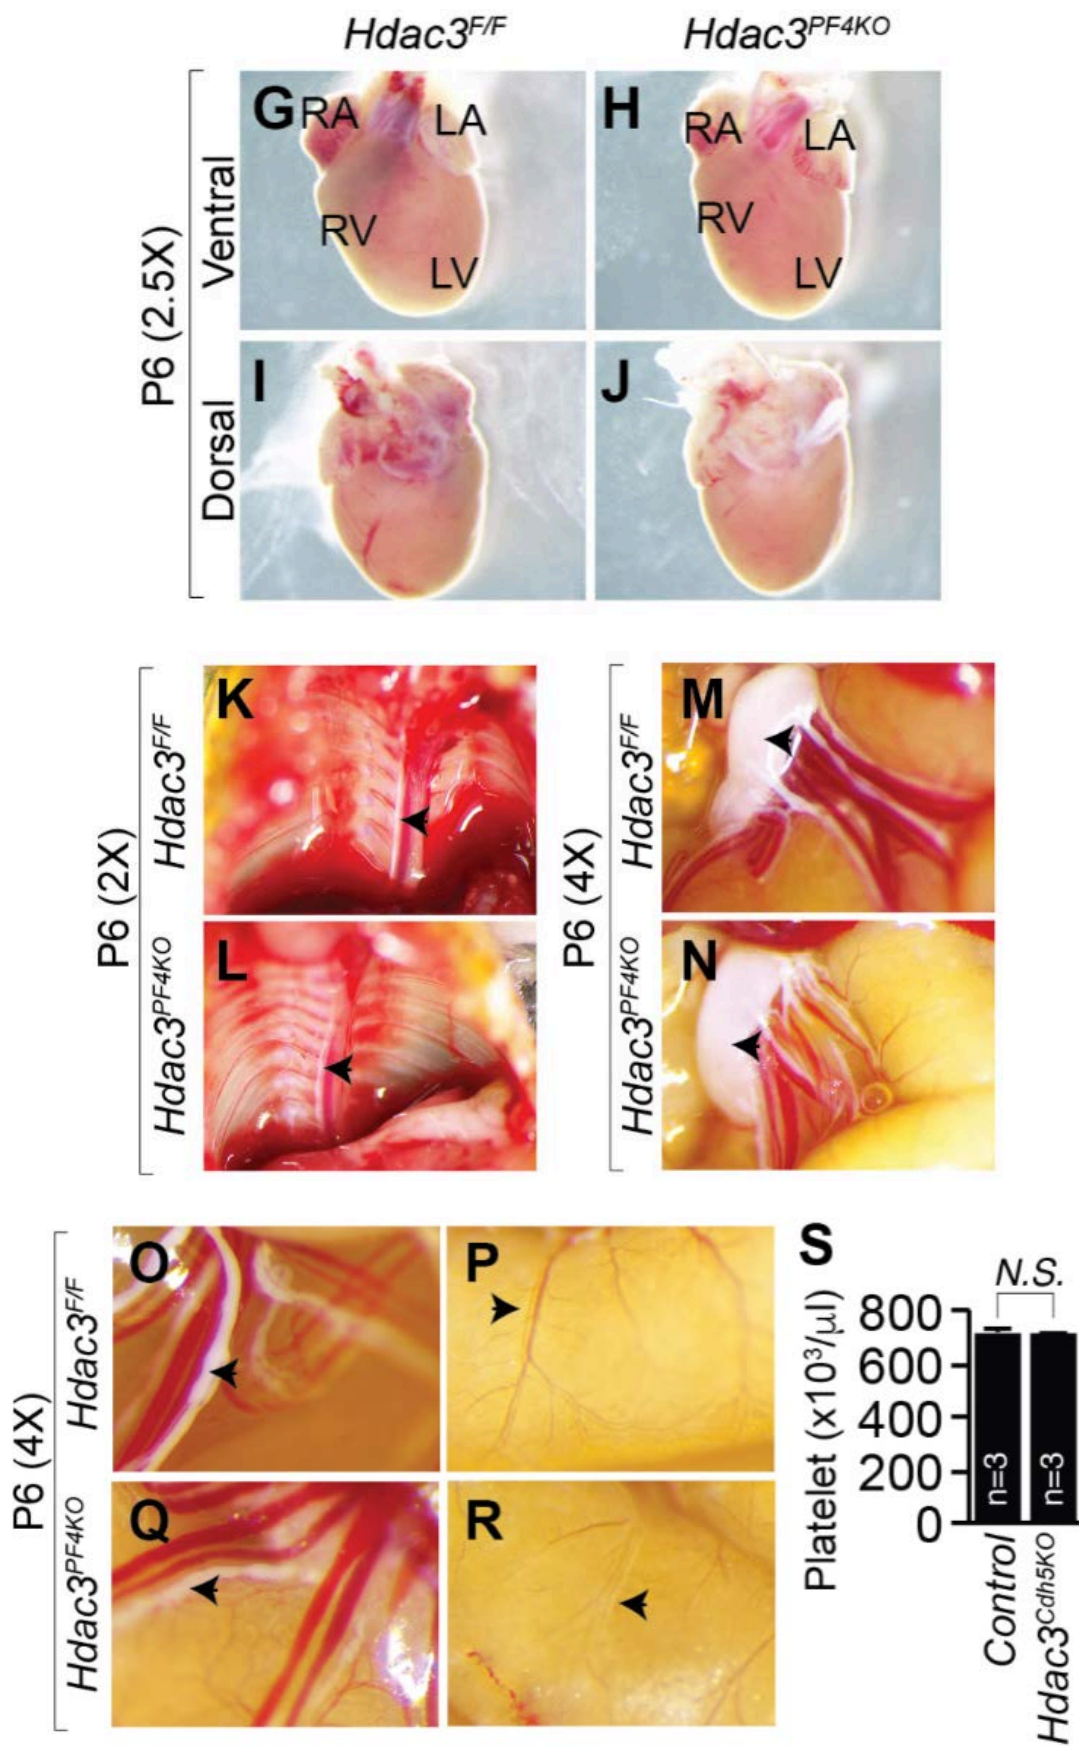 Hdac3F/F
Hdac3PF4KO
P6 (2.5X)
Ventral
G
RA
LA
RV
LV
H
RA
LA
RV
LV
Dorsal
I
J
P6 (2X)
Hdac3F/F
K
Hdac3PF4KO
L
P6 (4X)
Hdac3F/F
M
Hdac3PF4KO
N
P6 (4X)
Hdac3F/F
O
P
Hdac3PF4KO
Q
R
S
N.S.
Platelet (x103/µl)
800
600
400
200
0
n=3
n=3
Control
Hdac3Cdh5KO